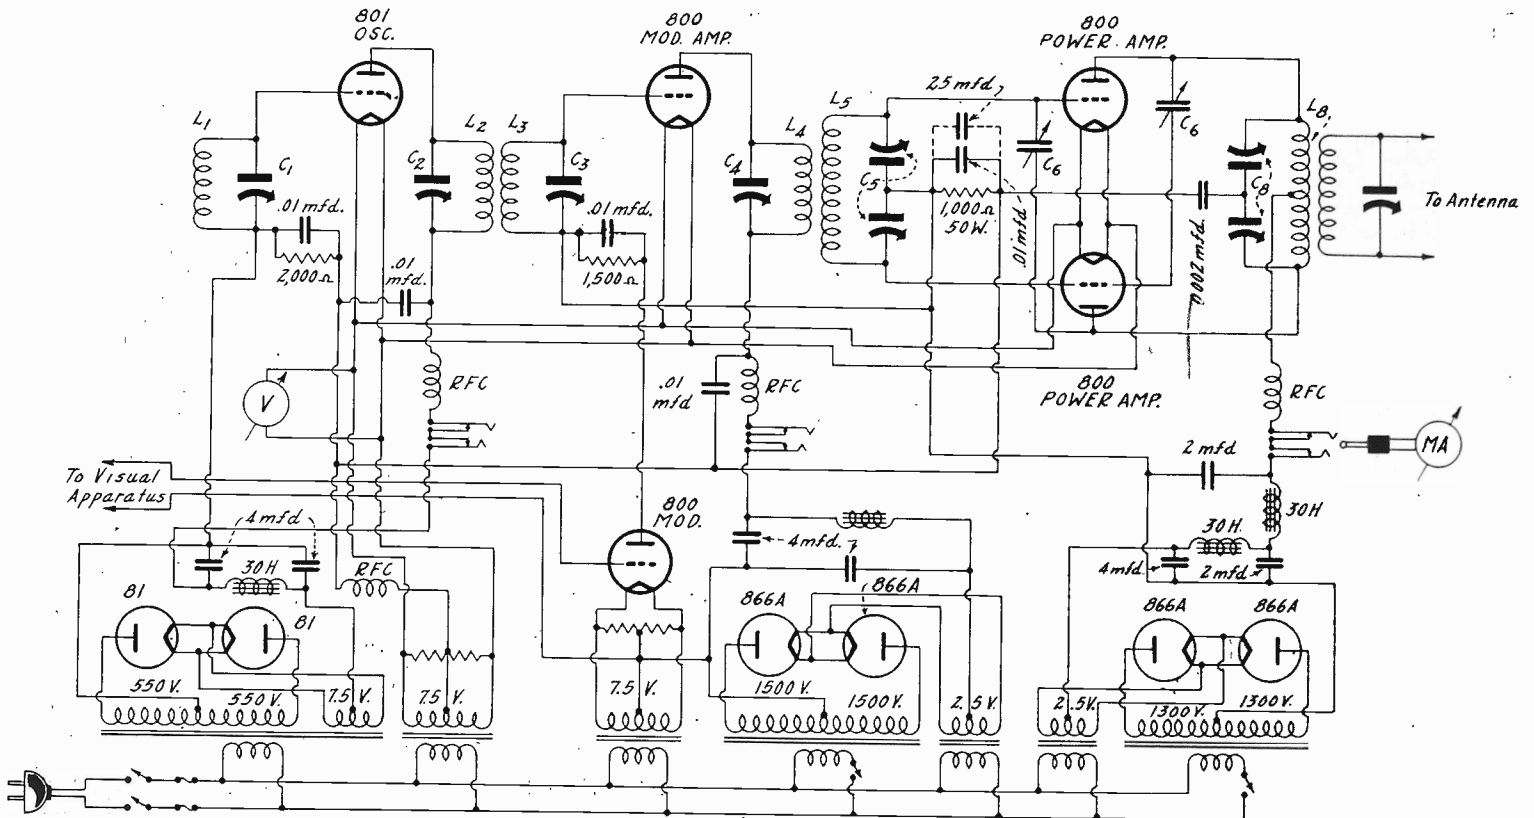 801
OSC.
800
MOD. AMP.
800
POWER AMP.
L1
C1
.01 mfd.
2,000Ω
C2
L2
L3
.01
mfd.
C3
.01 mfd.
1,500Ω
C4
L4
L5
C5
25 mfd
1,000Ω
50W.
.01 mfd
C6
C6
.002 mfd
L8
C8
To Antenna
V
RFC
.01
mfd
RFC
800
POWER AMP.
RFC
MA
2 mfd
30H
To Visual
Apparatus
4 mfd
30H
RFC
800
MOD.
4 mfd.
30H.
4 mfd
2 mfd
81
81
866A
866A
866A
866A
550 V.
550 V.
7.5 V.
7.5 V.
7.5 V.
1500 V.
1500 V.
2.5 V.
2.5V.
1300 V.
1300 V.